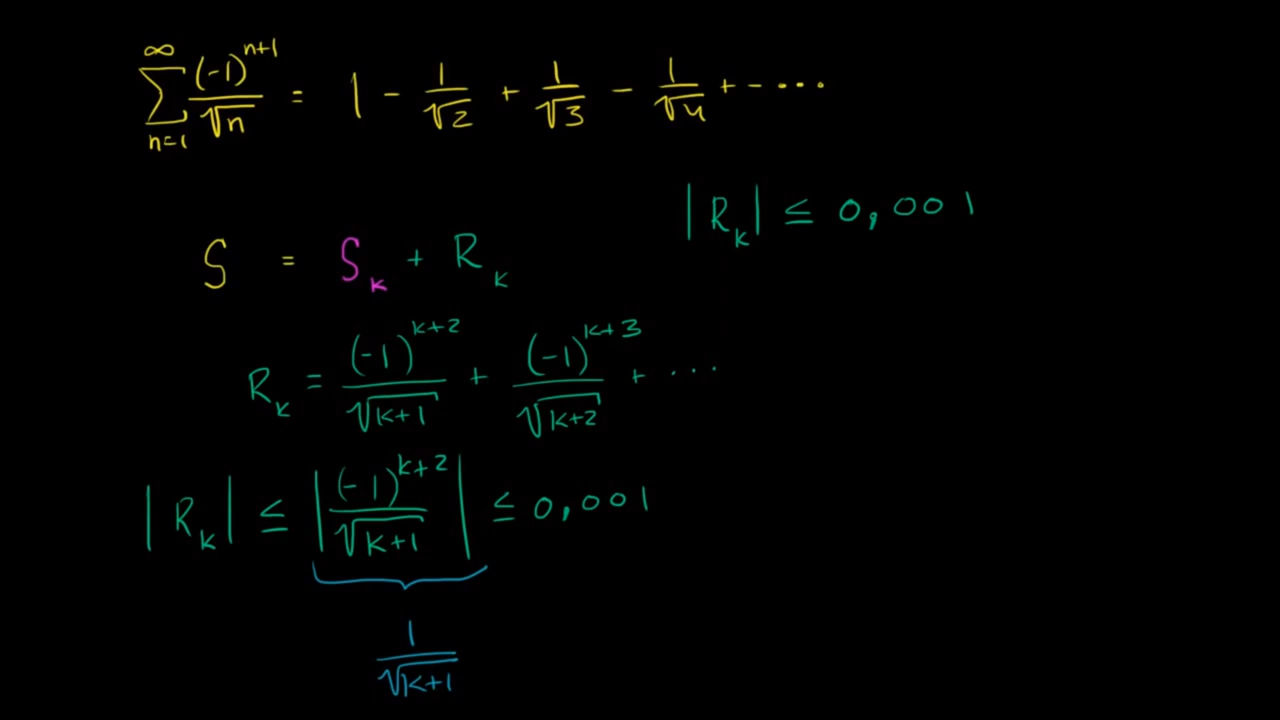 ∑_{n=1}^{∞} (-1)^{n+1}/√n = 1 - 1/√2 + 1/√3 - 1/√4 + - ····
|R_k| ≤ 0,001
S = S_k + R_k
R_k = (-1)^{k+2}/√(k+1) + (-1)^{k+3}/√(k+2) + ···
|R_k| ≤ |(-1)^{k+2}/√(k+1)| ≤ 0,001
1/√(k+1)